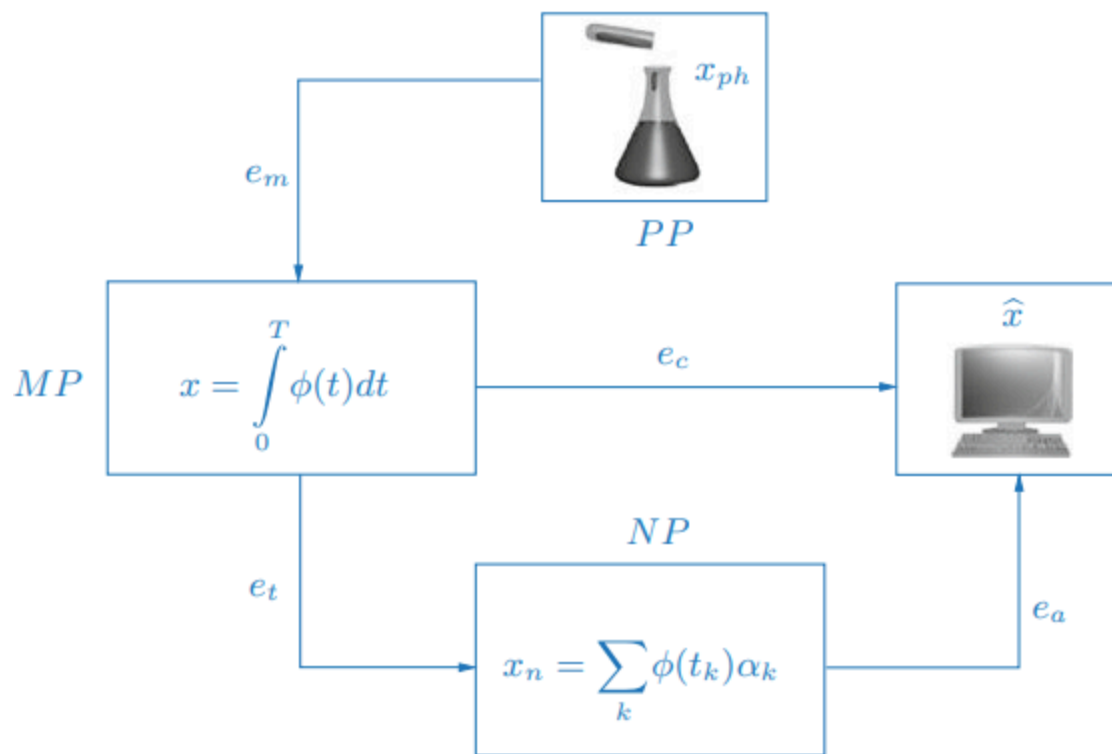 x_{ph}
e_m
PP
MP
x = \int_0^T \phi(t)dt
e_c
\widehat{x}
NP
e_t
x_n = \sum_k \phi(t_k)\alpha_k
e_a